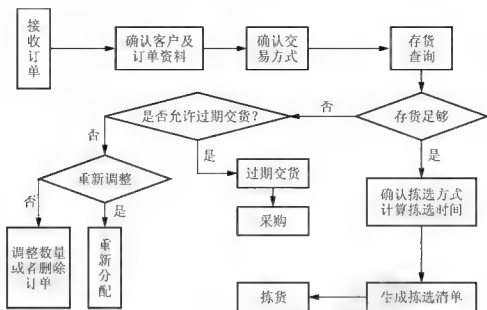 接收
订单
确认客户及
订单资料
确认交
易方式
存货
查询
是否允许过期交货?
否
存货足够
否
是
是
重新调整
过期交货
确认拣选方式
计算拣选时间
否
是
采购
调整数量
或者删除
订单
重新分配
拣货
生成拣选清单